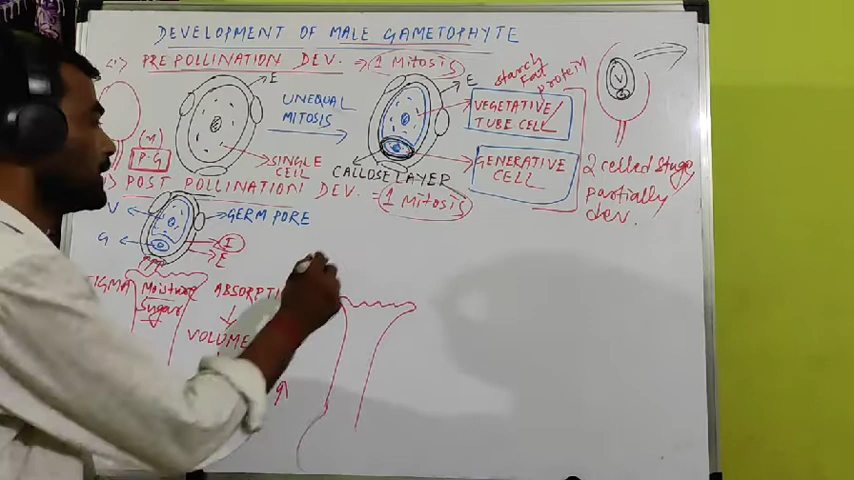 DEVELOPMENT OF MALE GAMETOPHYTE
<1> PRE POLLINATION DEV. → 1 Mitosis
E
E
starch
Fat
protein
UNEQUAL
MITOSIS
VEGETATIVE/
TUBE CELL
V
(n)
P.G
SINGLE
CELL
CALLOSE LAYER
GENERATIVE
CELL
2 celled Stage
partially
dev.
> POST POLLINATION DEV. = 1 Mitosis
V
GERM PORE
G
I
E
Moisture
Sugar
VOLUME